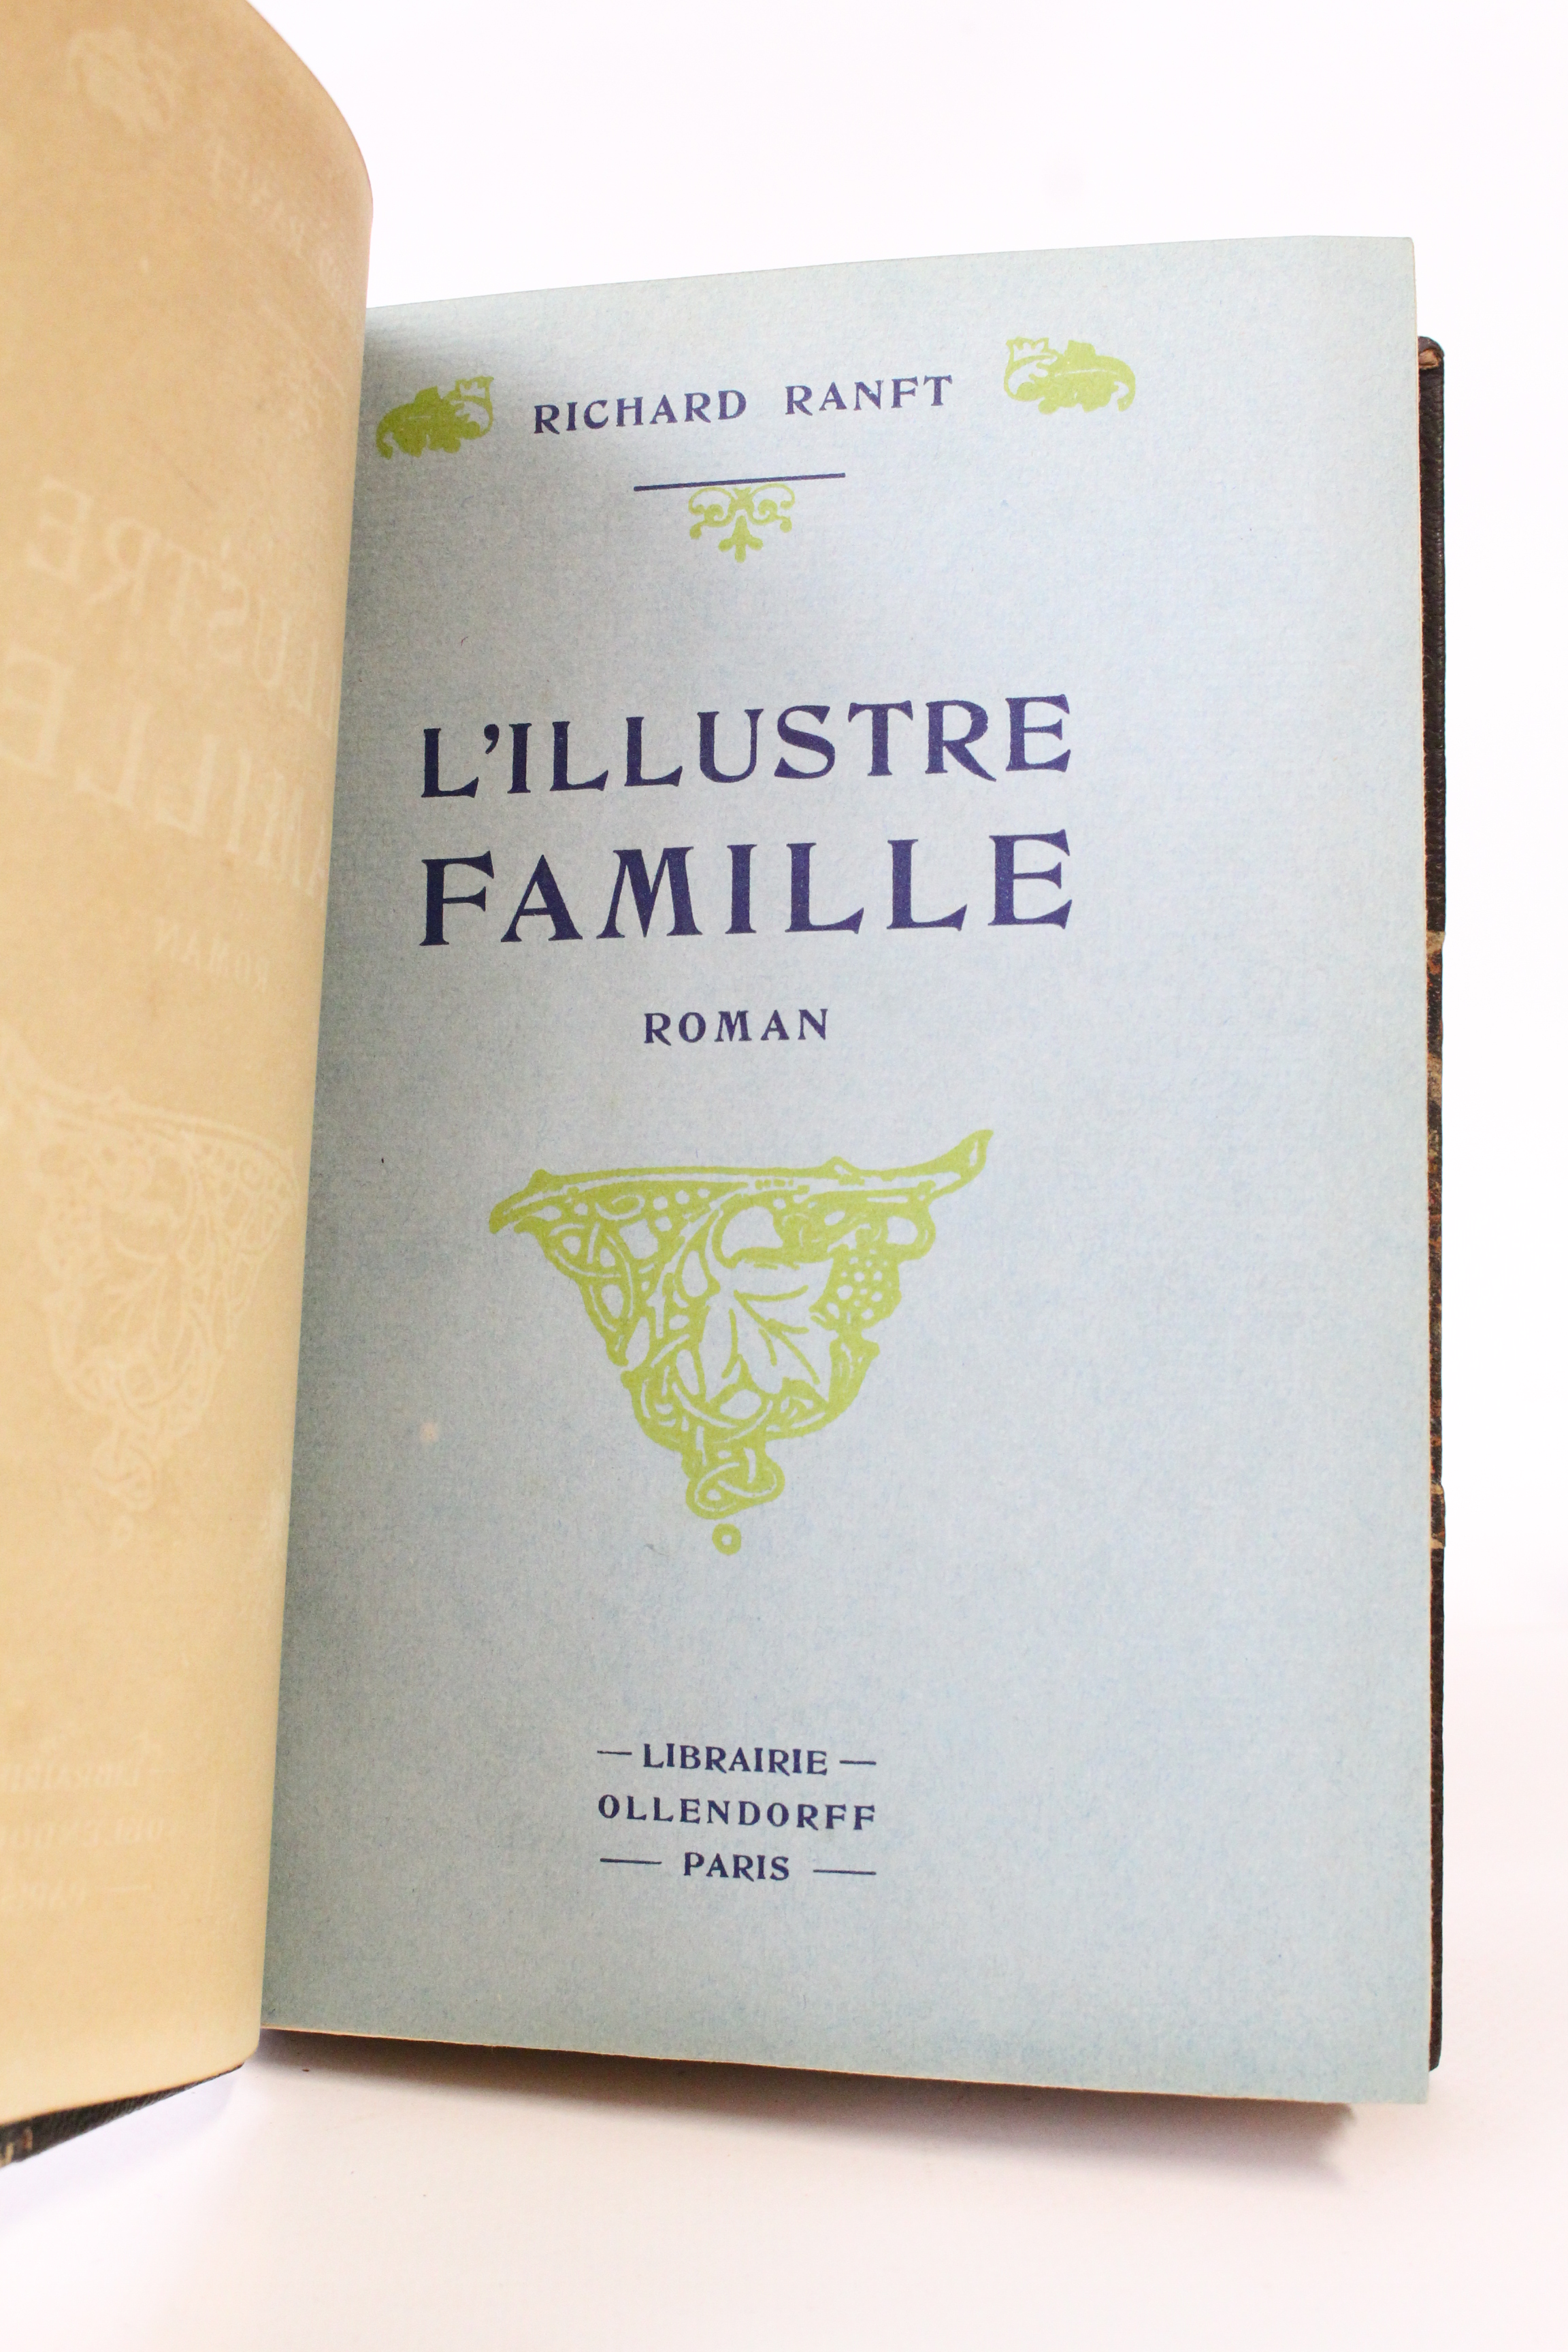 RICHARD RANFT
L'ILLUSTRE
FAMILLE
ROMAN
— LIBRAIRIE —
OLLENDORFF
— PARIS —